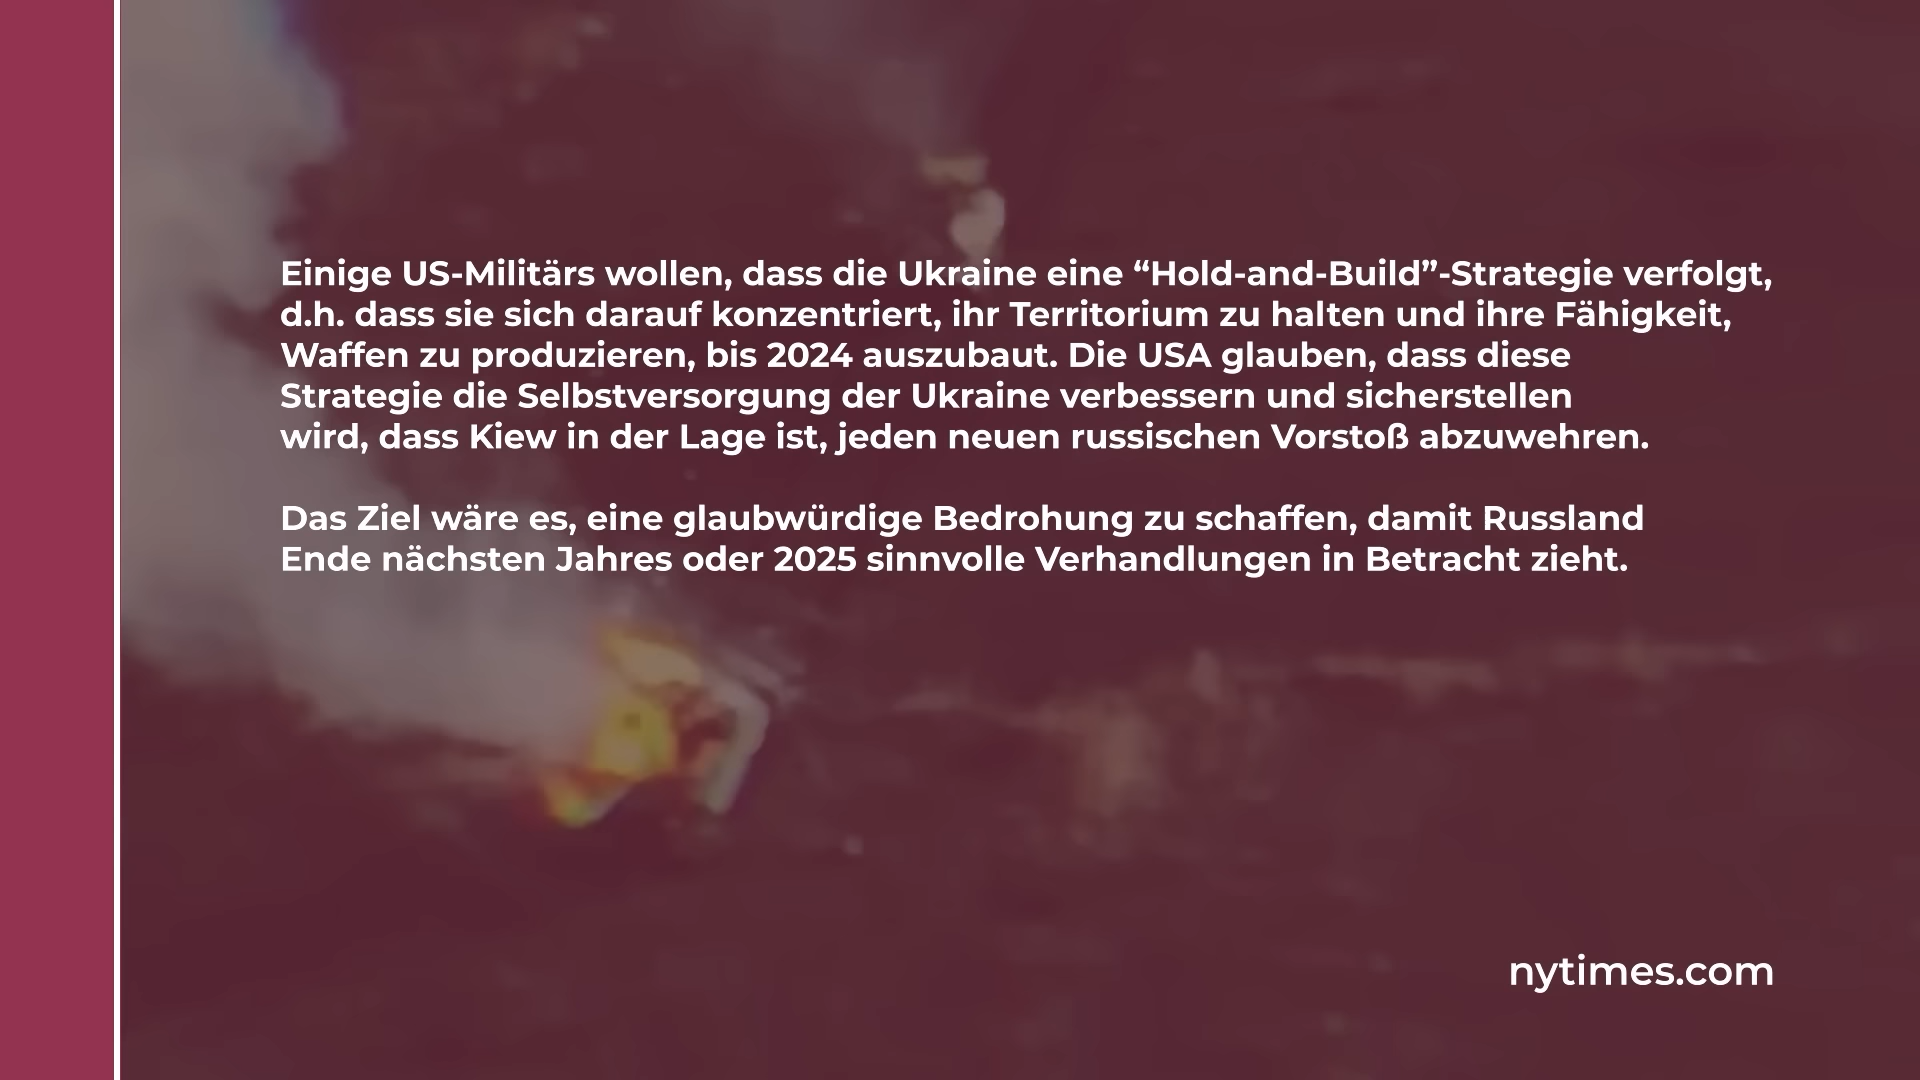 Einige US-Militärs wollen, dass die Ukraine eine “Hold-and-Build”-Strategie verfolgt,
d.h. dass sie sich darauf konzentriert, ihr Territorium zu halten und ihre Fähigkeit,
Waffen zu produzieren, bis 2024 auszubaut. Die USA glauben, dass diese
Strategie die Selbstversorgung der Ukraine verbessern und sicherstellen
wird, dass Kiew in der Lage ist, jeden neuen russischen Vorstoß abzuwehren.
Das Ziel wäre es, eine glaubwürdige Bedrohung zu schaffen, damit Russland
Ende nächsten Jahres oder 2025 sinnvolle Verhandlungen in Betracht zieht.
nytimes.com